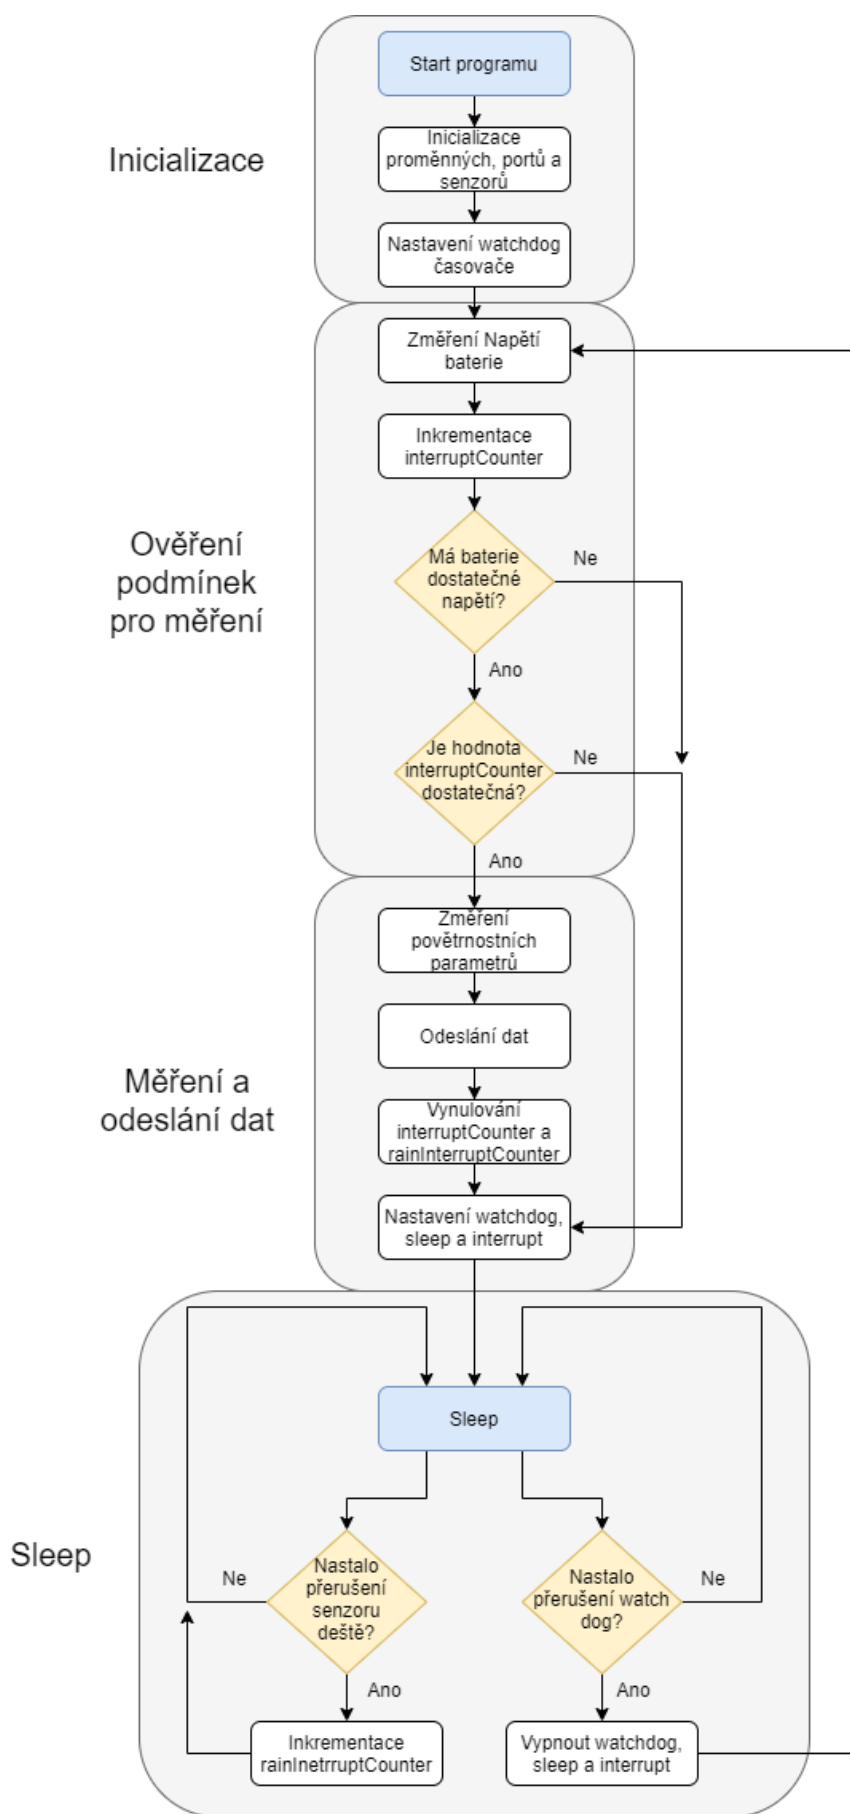 Start programu
Inicializace
Inicializace
proměnných, portů a
senzorů
Nastavení watchdog
časovače
Změření Napětí
baterie
Inkrementace
interruptCounter
Ověření
podmínek
pro měření
Má baterie
dostatečné
napětí?
Ne
Ano
Je hodnota
interruptCounter
dostatečná?
Ne
Ano
Změření
povětrnostních
parametrů
Odeslání dat
Měření a
odeslání dat
Vynulování
interruptCounter a
rainInterruptCounter
Nastavení watchdog,
sleep a interrupt
Sleep
Sleep
Nastalo
přerušení
senzoru
deště?
Ne
Ano
Nastalo
přerušení watch
dog?
Ne
Ano
Inkrementace
rainInetrruptCounter
Vypnout watchdog,
sleep a interrupt